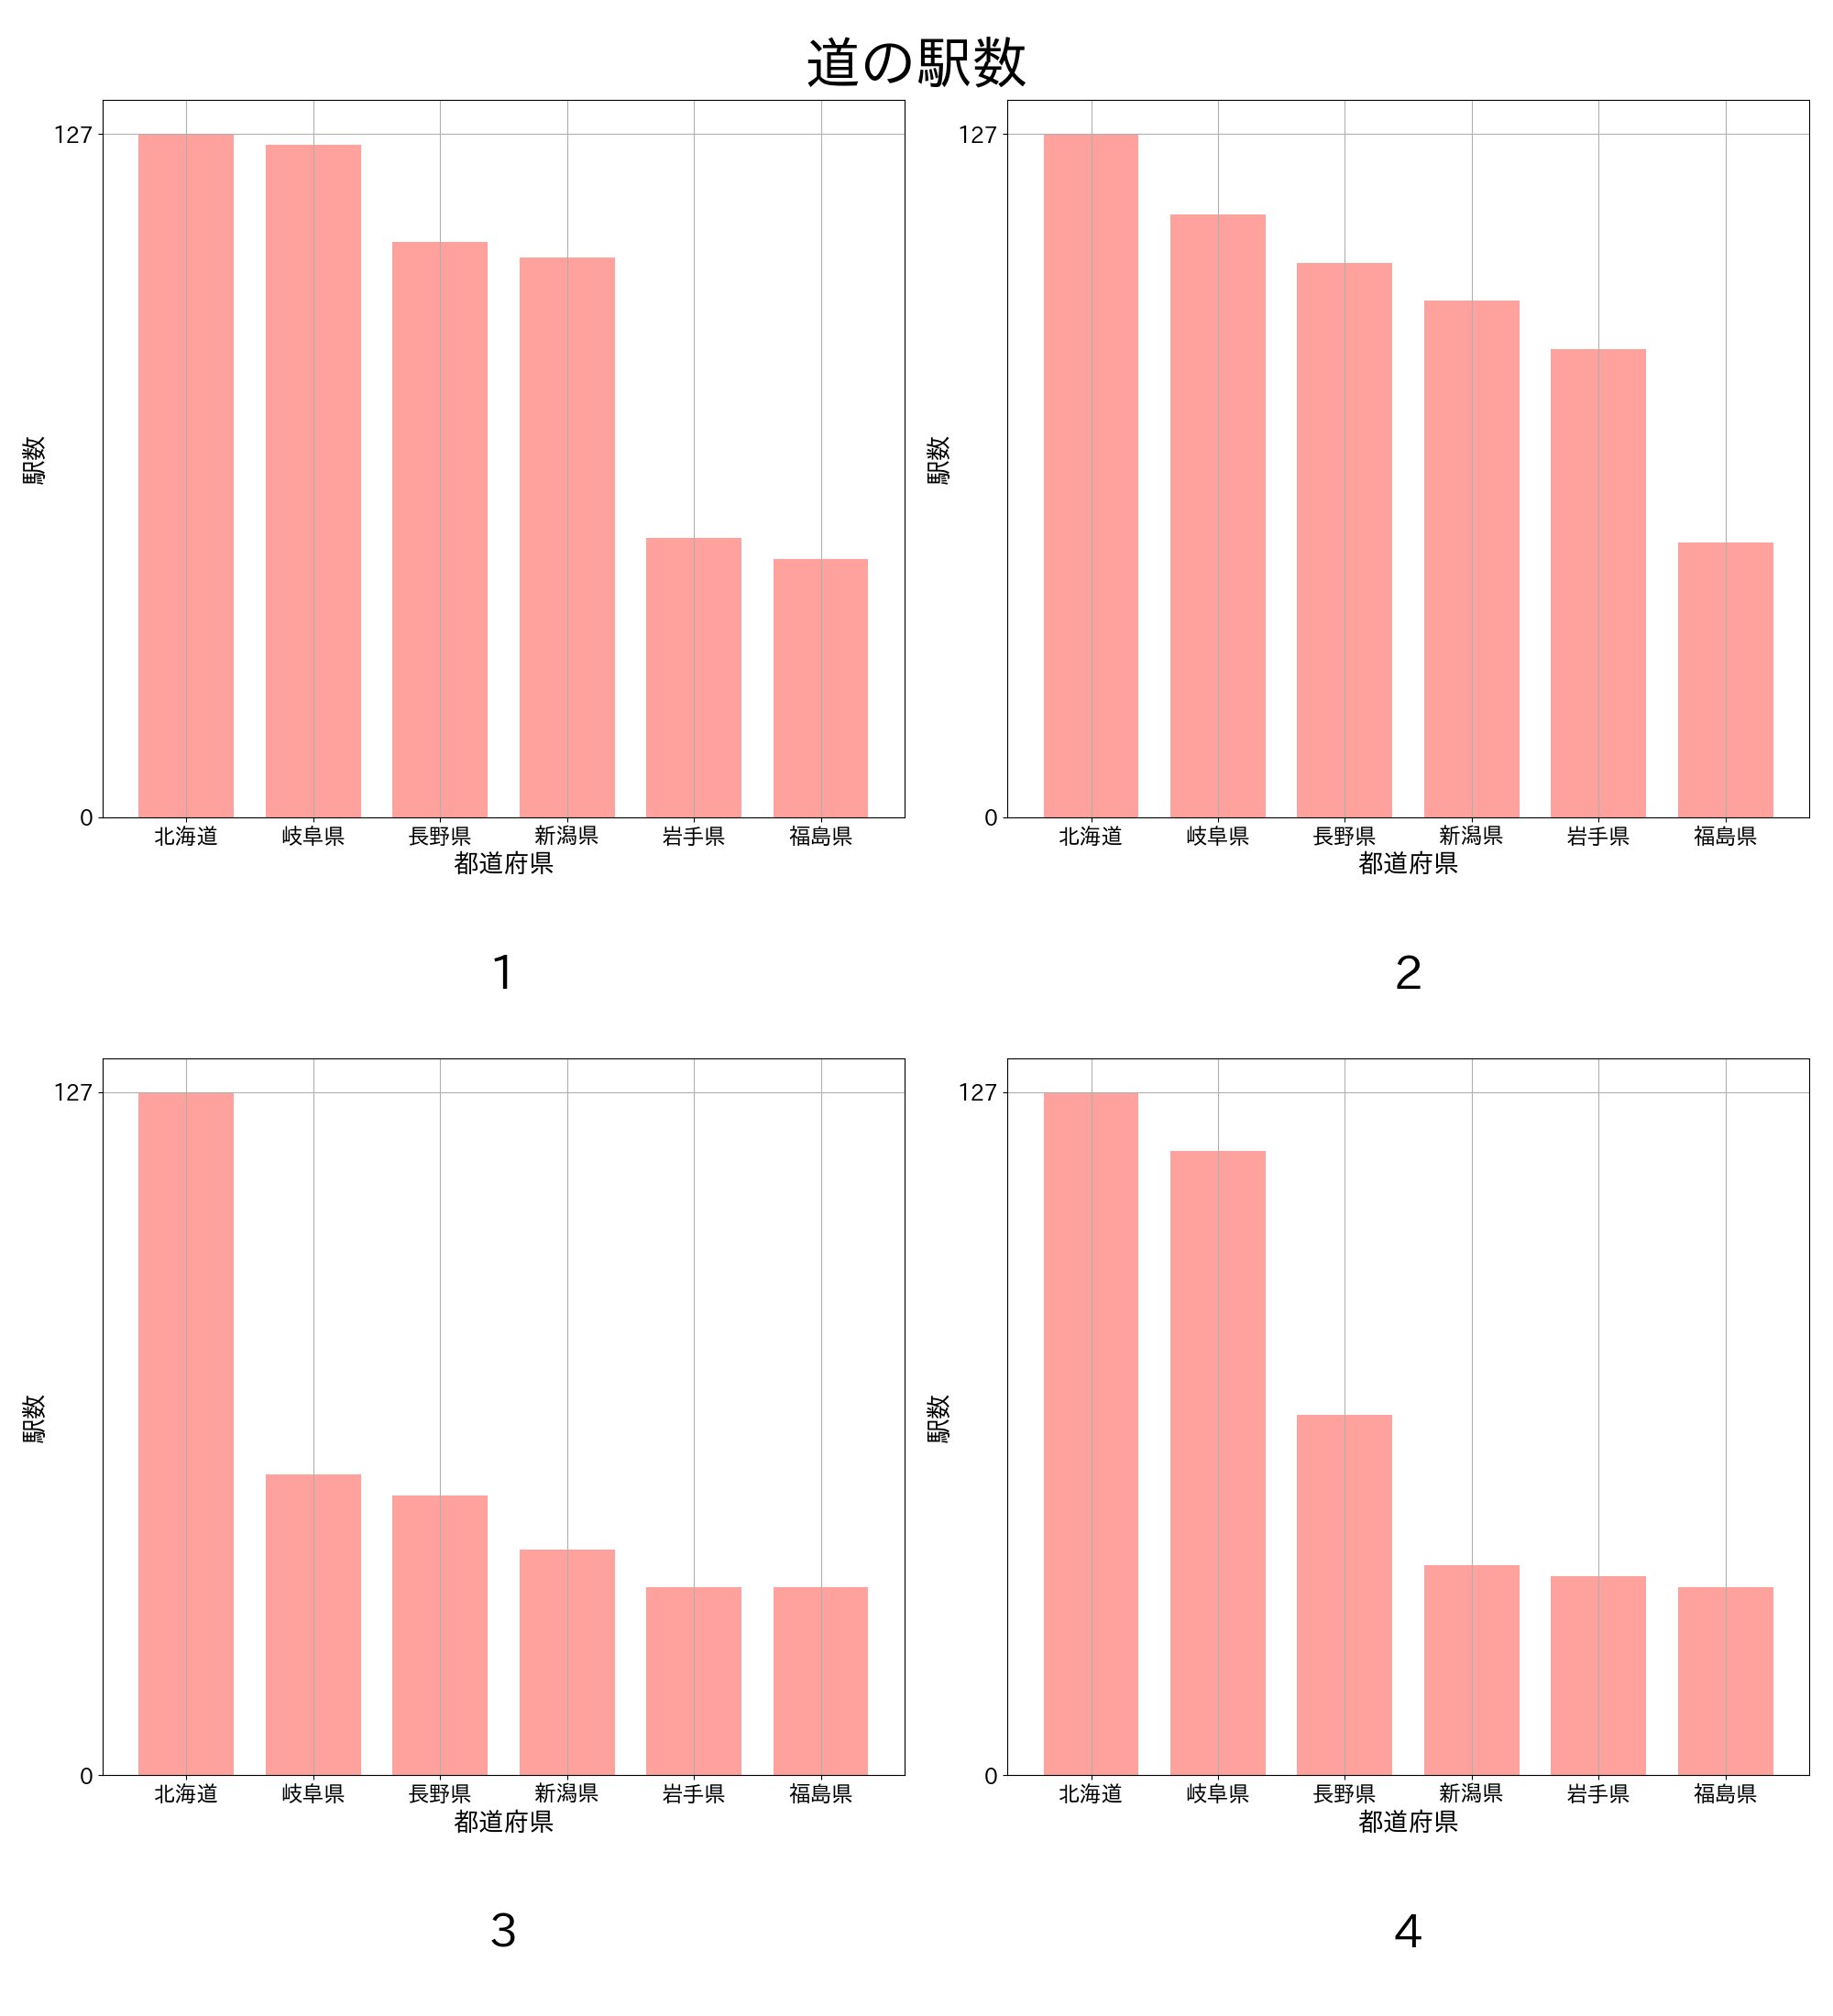 道の駅数
127
0
駅数
北海道 岐阜県 長野県 新潟県 岩手県 福島県
都道府県
1
127
0
駅数
北海道 岐阜県 長野県 新潟県 岩手県 福島県
都道府県
2
127
0
駅数
北海道 岐阜県 長野県 新潟県 岩手県 福島県
都道府県
3
127
0
駅数
北海道 岐阜県 長野県 新潟県 岩手県 福島県
都道府県
4